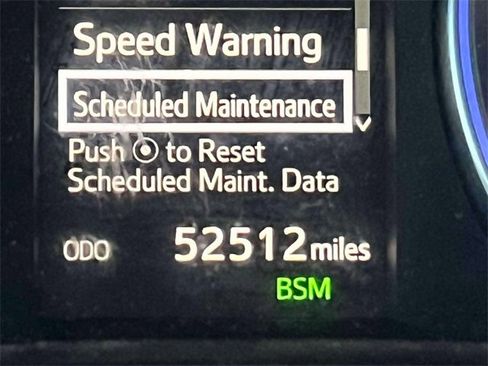 Speed Warning
Scheduled Maintenance
Push ⦿ to Reset
Scheduled Maint. Data
ODO 52512 miles
BSM